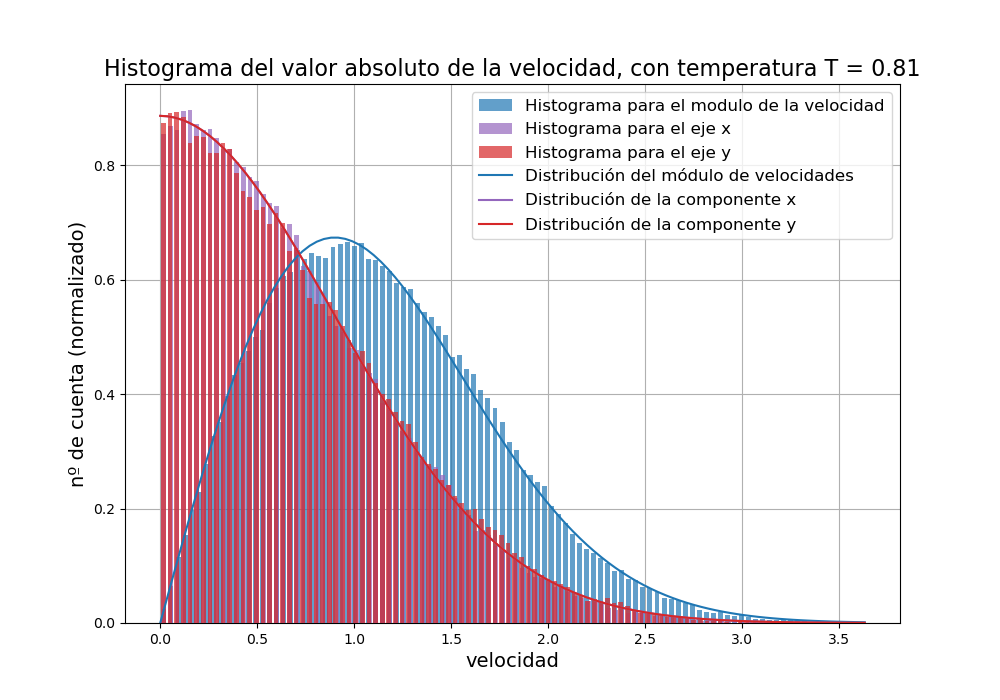 Histograma del valor absoluto de la velocidad, con temperatura T = 0.81
Histograma para el modulo de la velocidad
Histograma para el eje x
Histograma para el eje y
Distribución del módulo de velocidades
Distribución de la componente x
Distribución de la componente y
nº de cuenta (normalizado)
0.8
0.6
0.4
0.2
0.0
0.0 0.5 1.0 1.5 2.0 2.5 3.0 3.5
velocidad